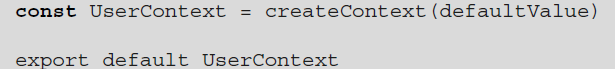 const UserContext = createContext(defaultValue)
export default UserContext